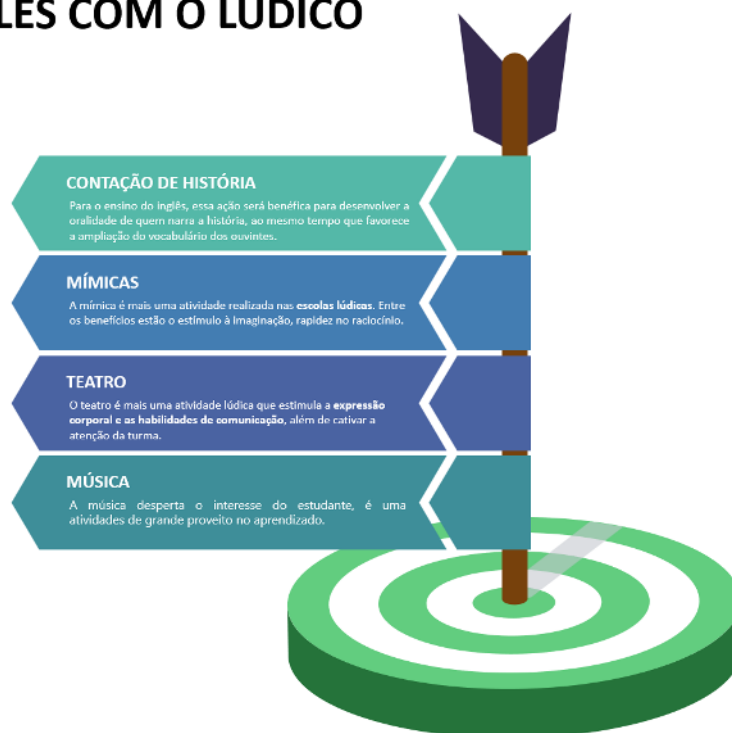 LES COM O LÚDICO
CONTAÇÃO DE HISTÓRIA
Para o ensino do inglês, essa ação será benéfica para desenvolver a
oralidade de quem narra a história, ao mesmo tempo que favorece
a ampliação do vocabulário dos ouvintes.
MÍMICAS
A mímica é mais uma atividade realizada nas escolas lúdicas. Entre
os benefícios estão o estímulo à imaginação, rapidez no raciocínio.
TEATRO
O teatro é mais uma atividade lúdica que estimula a expressão
corporal e as habilidades de comunicação, além de cativar a
atenção da turma.
MÚSICA
A música desperta o interesse do estudante, é uma
atividades de grande proveito no aprendizado.